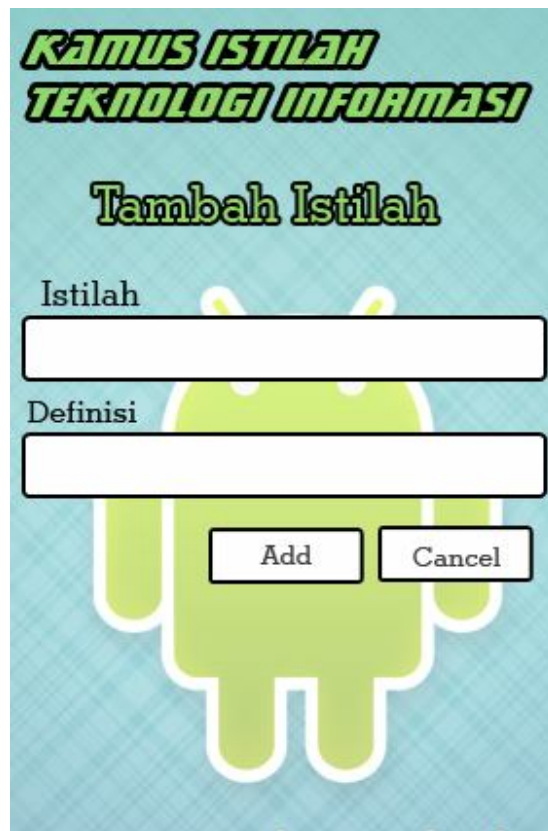 KAMUS ISTILAH
TEKNOLOGI INFORMASI
Tambah Istilah
Istilah
Definisi
Add
Cancel